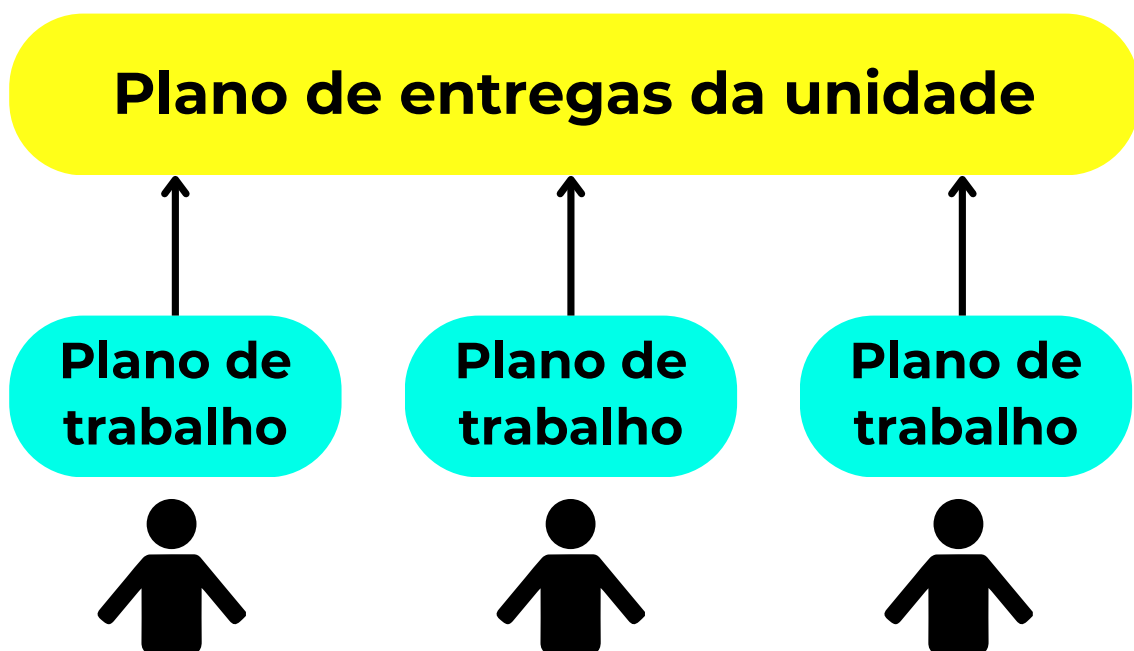 Plano de entregas da unidade
Plano de
trabalho
Plano de
trabalho
Plano de
trabalho